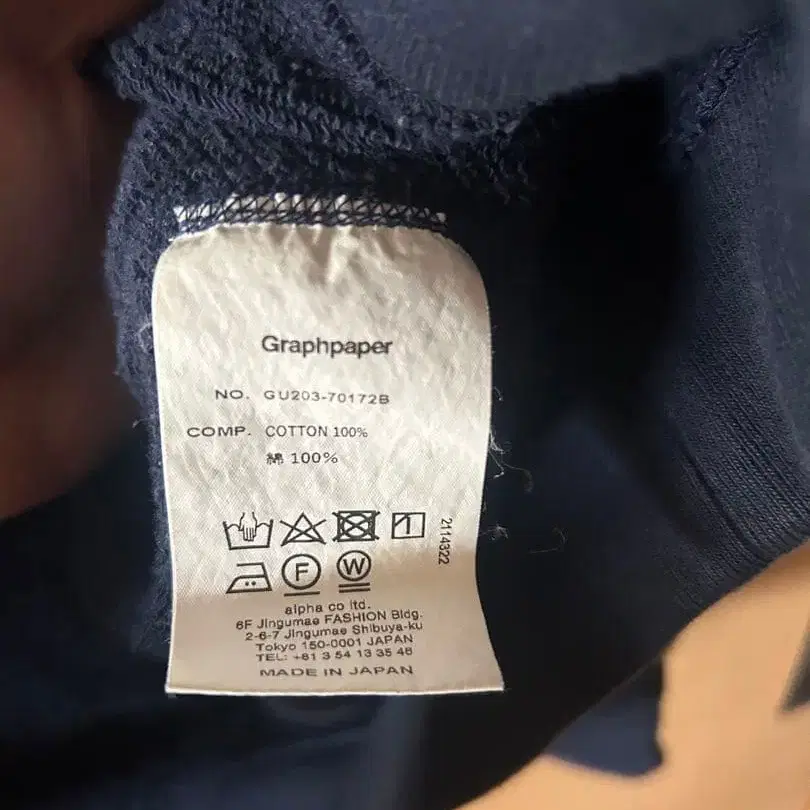 Graphpaper
NO. GU203-70172B
COMP. COTTON 100%
綿 100%
2114322
F W
alpha co ltd.
6F Jingumae FASHION Bldg.
2-6-7 Jingumae Shibuya-ku
Tokyo 150-0001 JAPAN
TEL: +81 3 54 13 35 46
MADE IN JAPAN